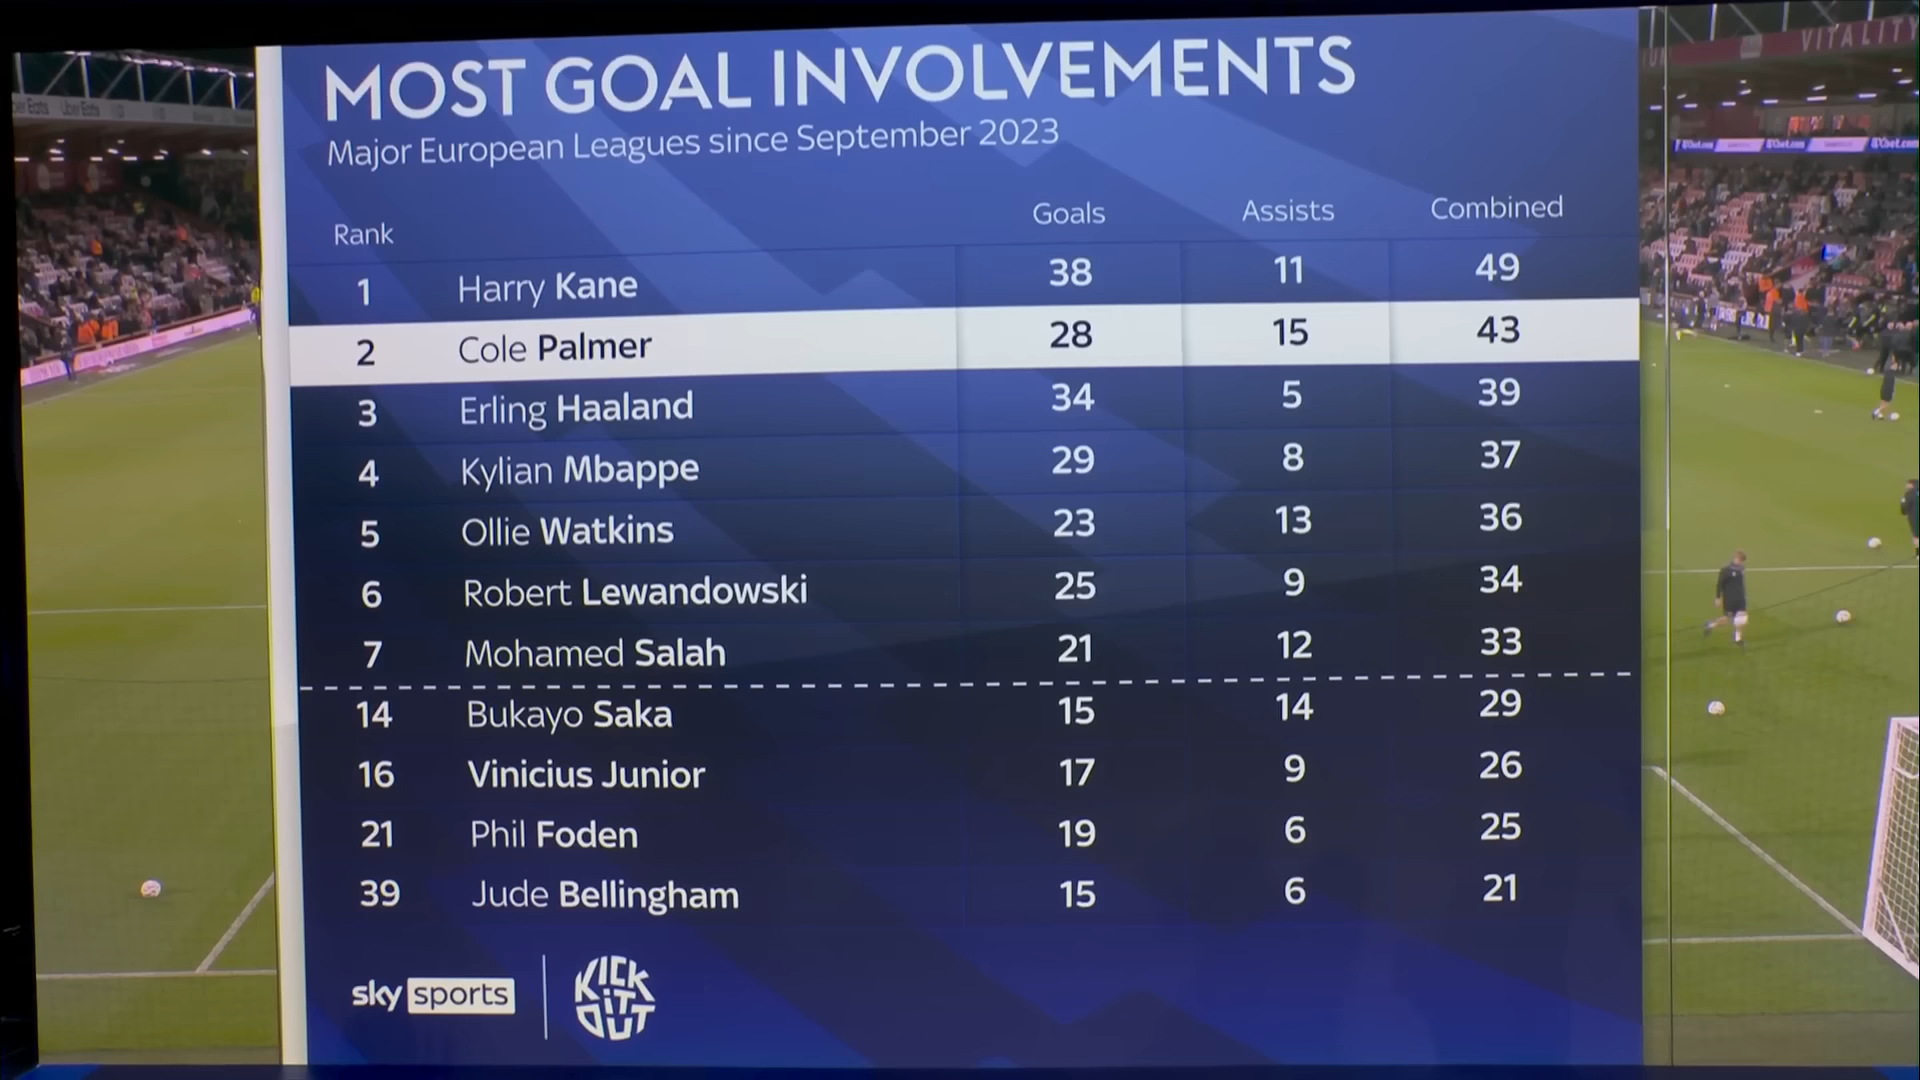 MOST GOAL INVOLVEMENTS
Major European Leagues since September 2023
Rank Goals Assists Combined
1 Harry Kane 38 11 49
2 Cole Palmer 28 15 43
3 Erling Haaland 34 5 39
4 Kylian Mbappe 29 8 37
5 Ollie Watkins 23 13 36
6 Robert Lewandowski 25 9 34
7 Mohamed Salah 21 12 33
14 Bukayo Saka 15 14 29
16 Vinicius Junior 17 9 26
21 Phil Foden 19 6 25
39 Jude Bellingham 15 6 21
sky sports
KICK
iT
OUT
Uber Eats
VITALITY